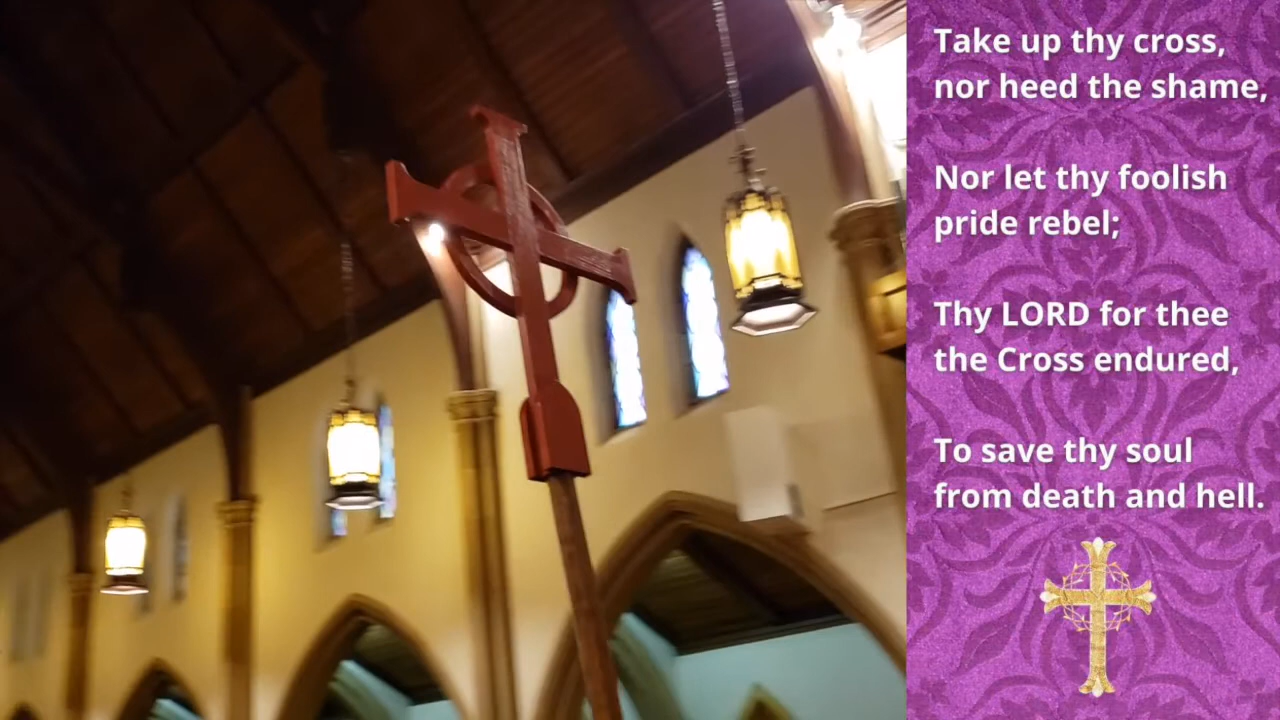 Take up thy cross,
nor heed the shame,
Nor let thy foolish
pride rebel;
Thy LORD for thee
the Cross endured,
To save thy soul
from death and hell.